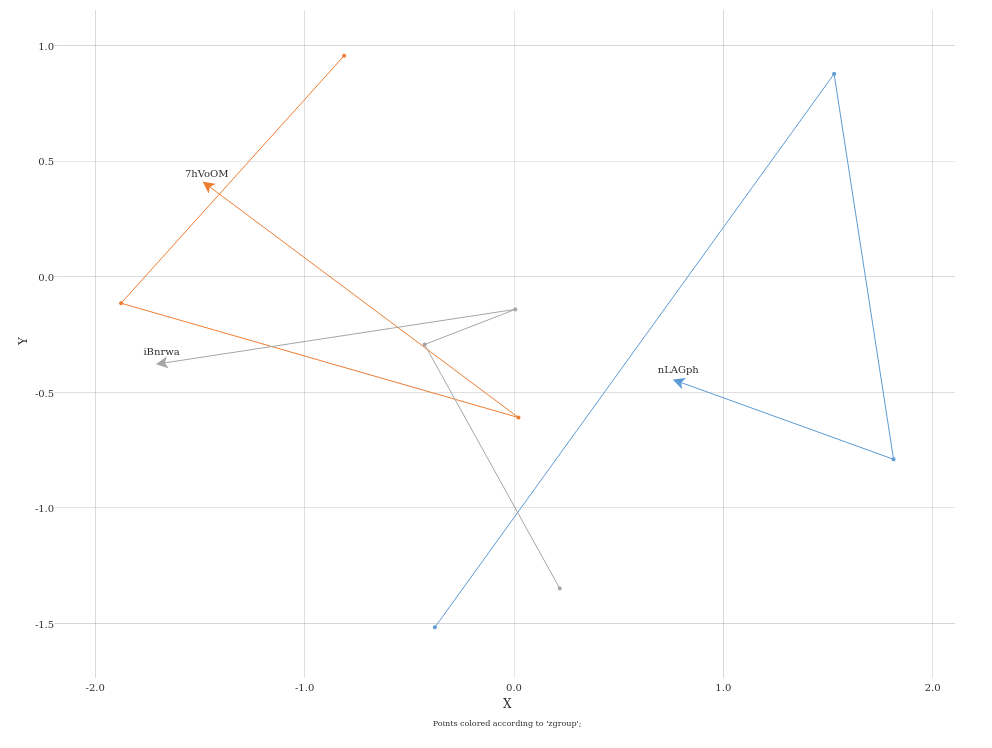 1.0
0.5
7hVoOM
0.0
iBnrwa
Y
nLAGph
-0.5
-1.0
-1.5
-2.0 -1.0 0.0 1.0 2.0
X
Points colored according to 'zgroup';